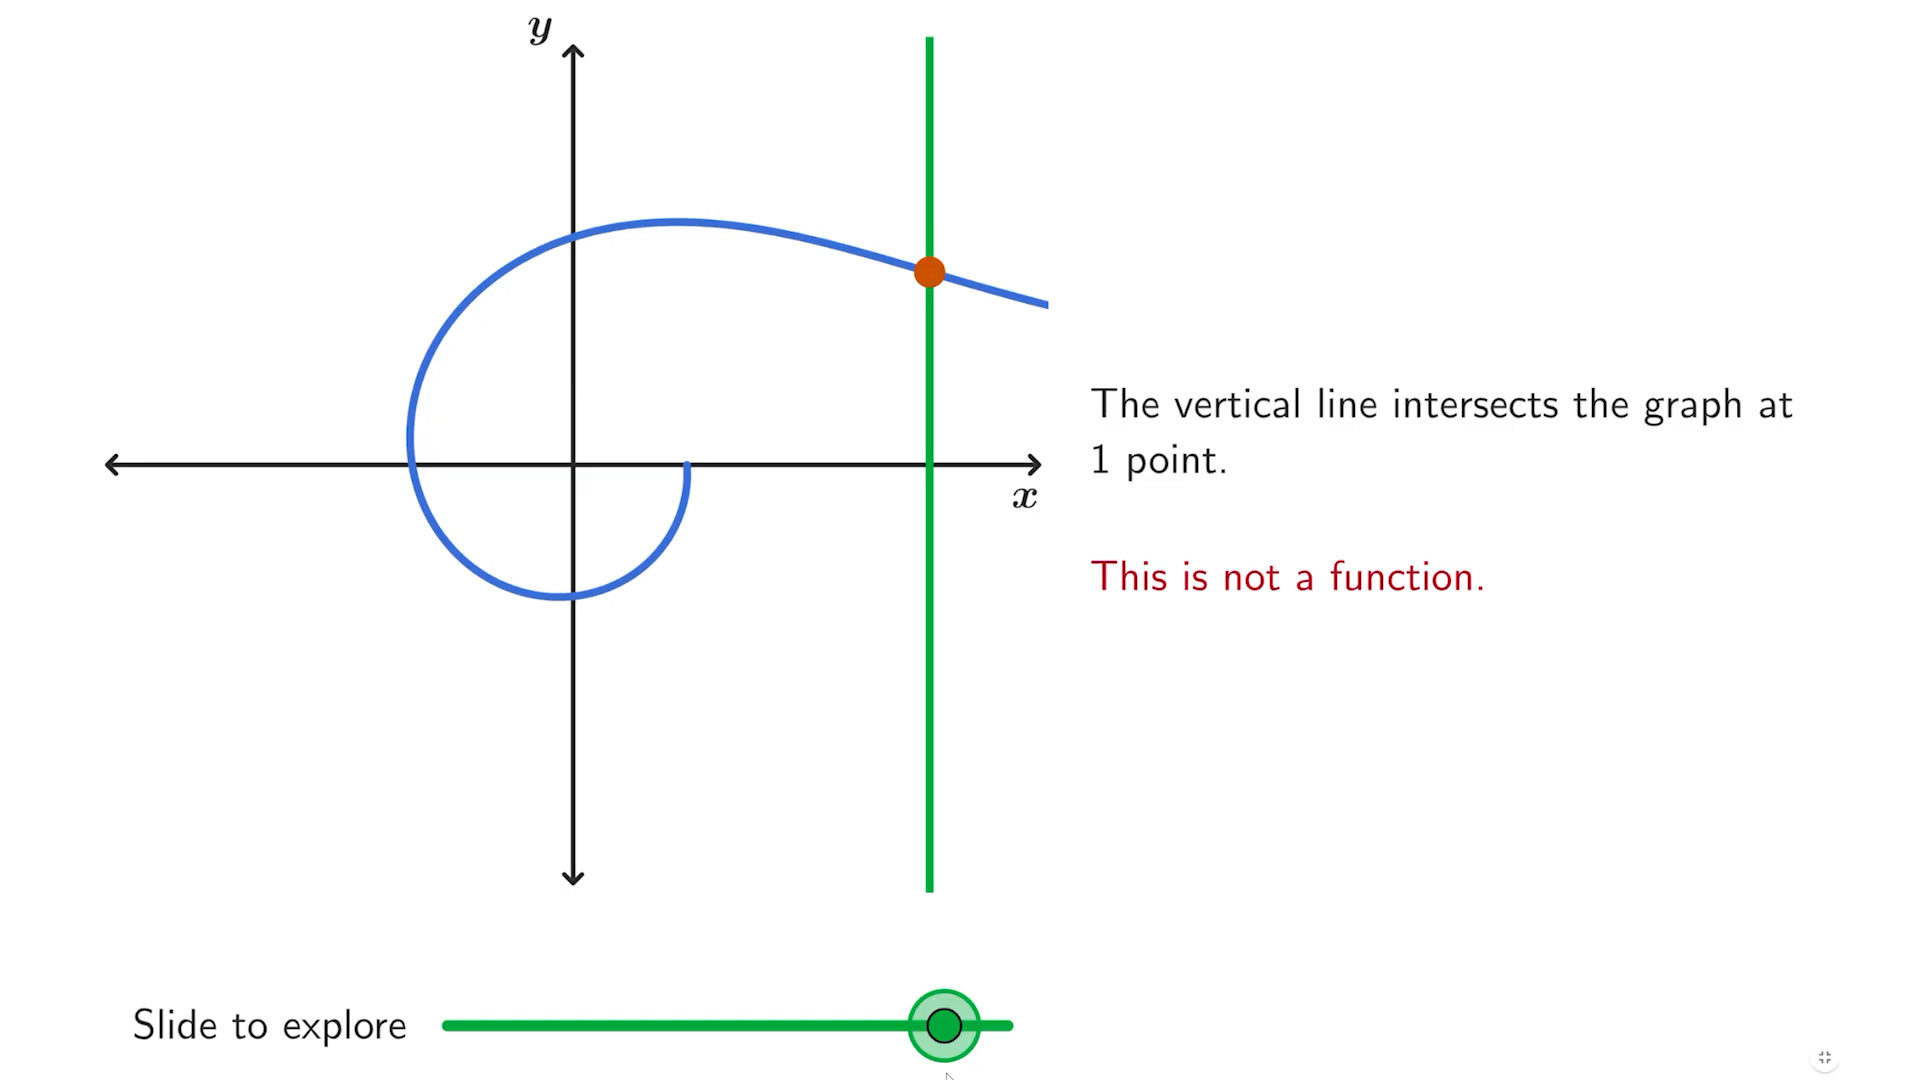 y
x
The vertical line intersects the graph at
1 point.
This is not a function.
Slide to explore